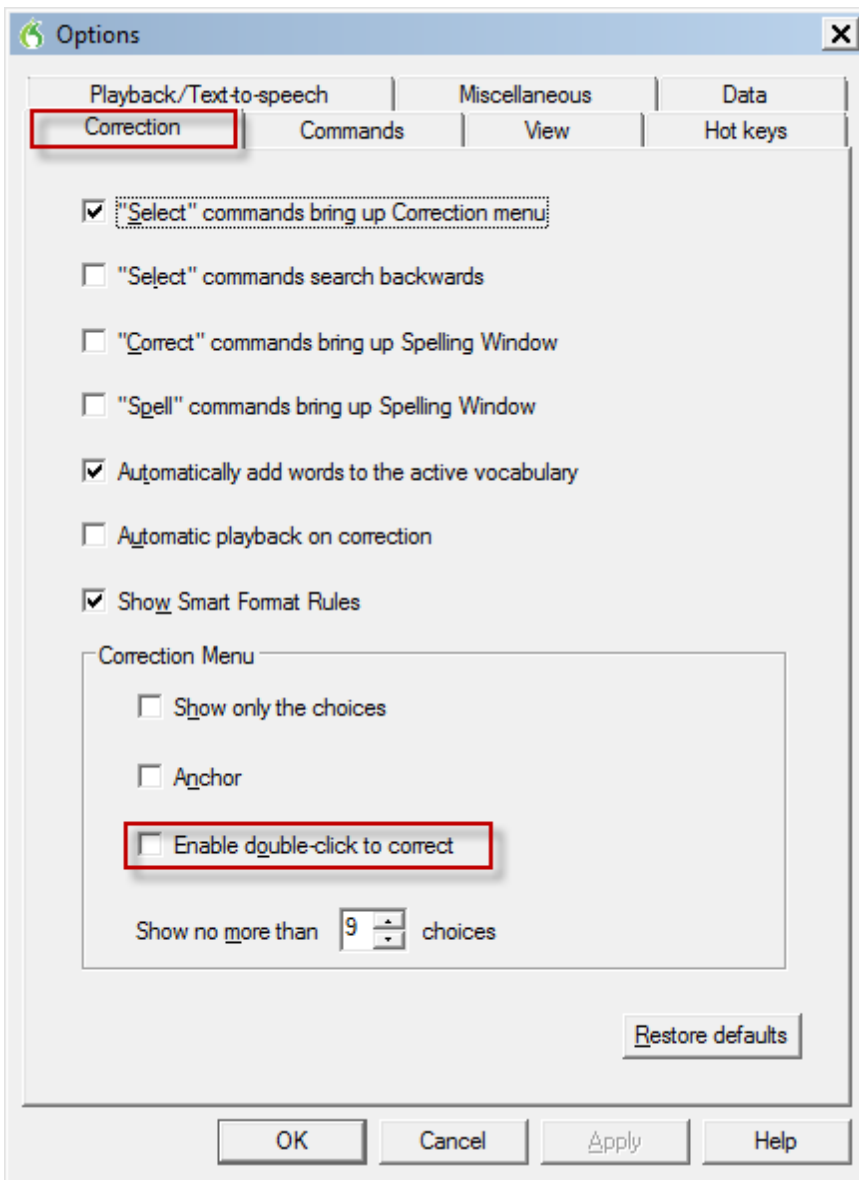 Options
Playback/Text-to-speech Miscellaneous Data
Correction Commands View Hot keys
"Select" commands bring up Correction menu
"Select" commands search backwards
"Correct" commands bring up Spelling Window
"Spell" commands bring up Spelling Window
Automatically add words to the active vocabulary
Automatic playback on correction
Show Smart Format Rules
Correction Menu
Show only the choices
Anchor
Enable double-click to correct
Show no more than 9 choices
Restore defaults
OK Cancel Apply Help